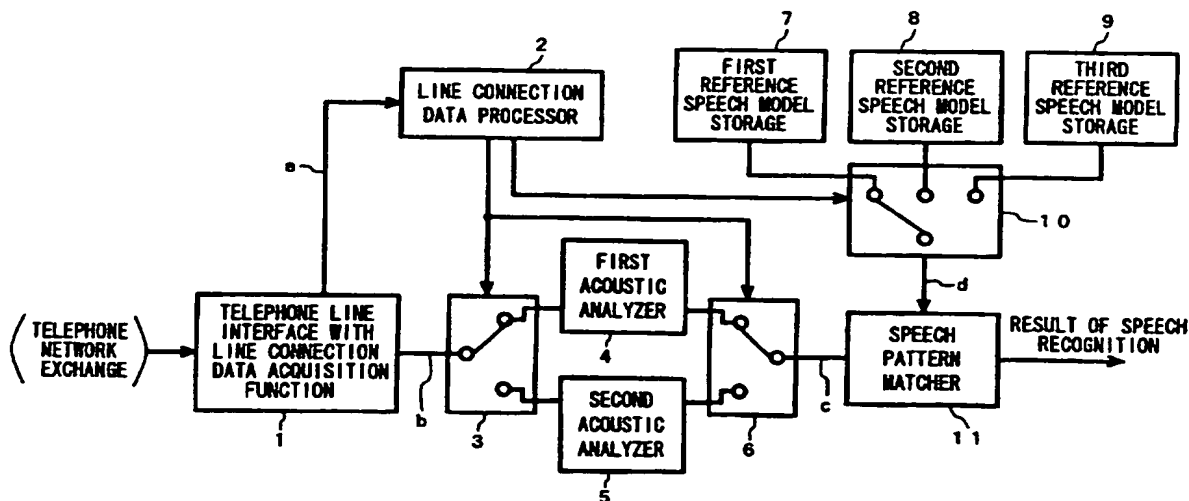 7
8
9
2
FIRST
REFERENCE
SPEECH MODEL
STORAGE
SECOND
REFERENCE
SPEECH MODEL
STORAGE
THIRD
REFERENCE
SPEECH MODEL
STORAGE
LINE CONNECTION
DATA PROCESSOR
a
10
FIRST
ACOUSTIC
ANALYZER
4
d
TELEPHONE
NETWORK
EXCHANGE
TELEPHONE LINE
INTERFACE WITH
LINE CONNECTION
DATA ACQUISITION
FUNCTION
1
b
3
SECOND
ACOUSTIC
ANALYZER
5
6
c
SPEECH
PATTERN
MATCHER
11
RESULT OF SPEECH
RECOGNITION